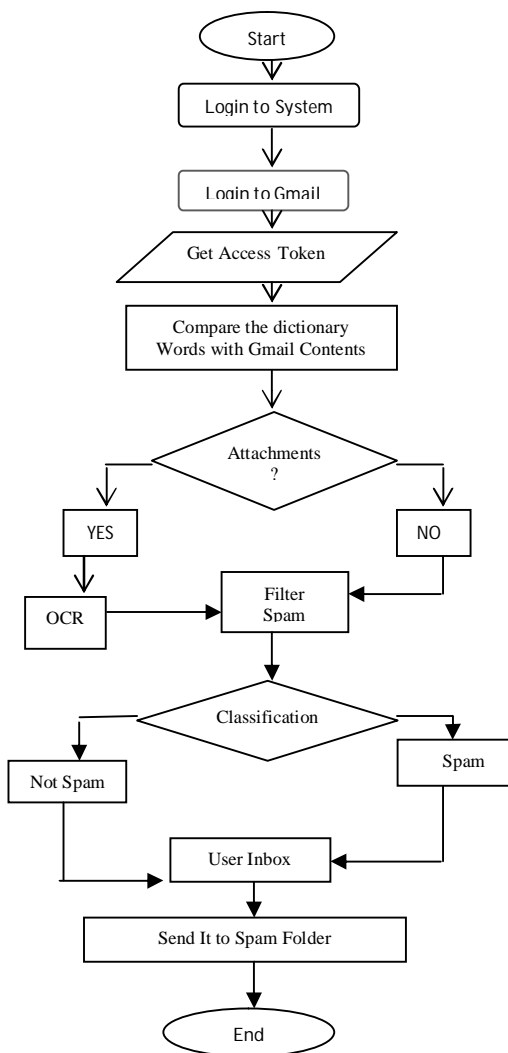 Start
Login to System
Login to Gmail
Get Access Token
Compare the dictionary
Words with Gmail Contents
Attachments
?
YES
NO
OCR
Filter
Spam
Classification
Not Spam
Spam
User Inbox
Send It to Spam Folder
End